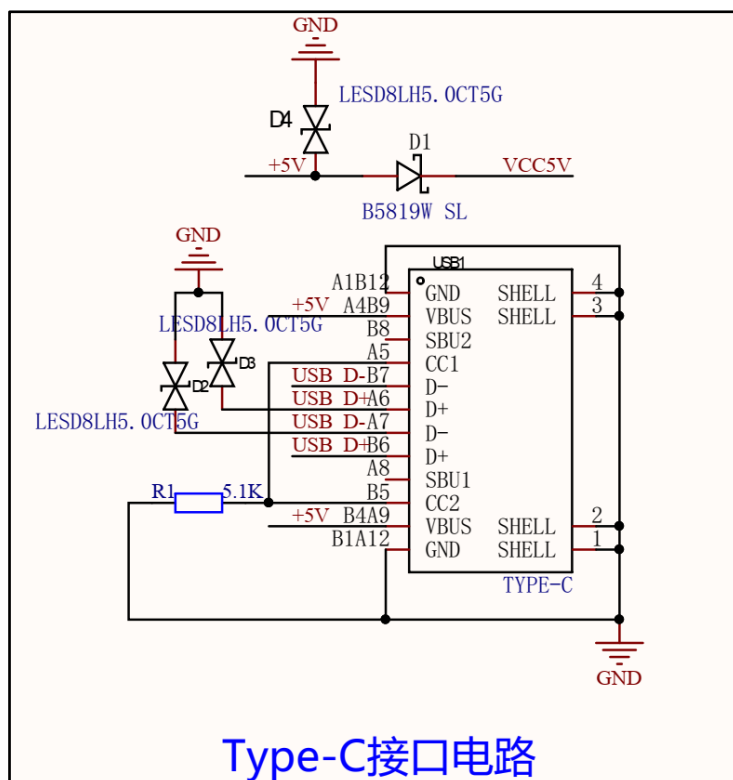 GND
LESD8LH5.0CT5G
D4
D1
+5V
VCC5V
B5819W SL
GND
USB1
A1B12 GND SHELL 4
+5V A4B9 VBUS SHELL 3
LESD8LH5.0CT5G
B8 SBU2
A5 CC1
D3
USB D- B7 D-
D2
USB D+ A6 D+
LESD8LH5.0CT5G
USB D- A7 D-
USB D+ B6 D+
A8 SBU1
R1 5.1K
B5 CC2
+5V B4A9 VBUS SHELL 2
B1A12 GND SHELL 1
TYPE-C
GND
Type-C接口电路